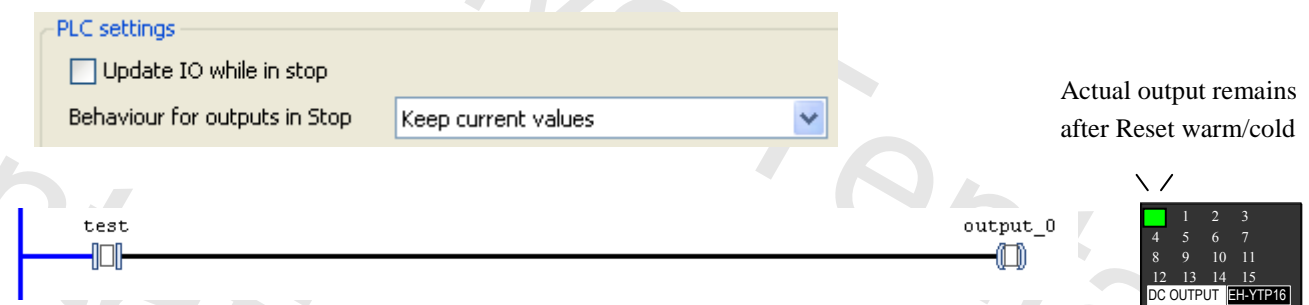 PLC settings
Update IO while in stop
Behaviour for outputs in Stop Keep current values
Actual output remains
after Reset warm/cold
test output_0
1 2 3
4 5 6 7
8 9 10 11
12 13 14 15
DC OUTPUT EH-YTP16